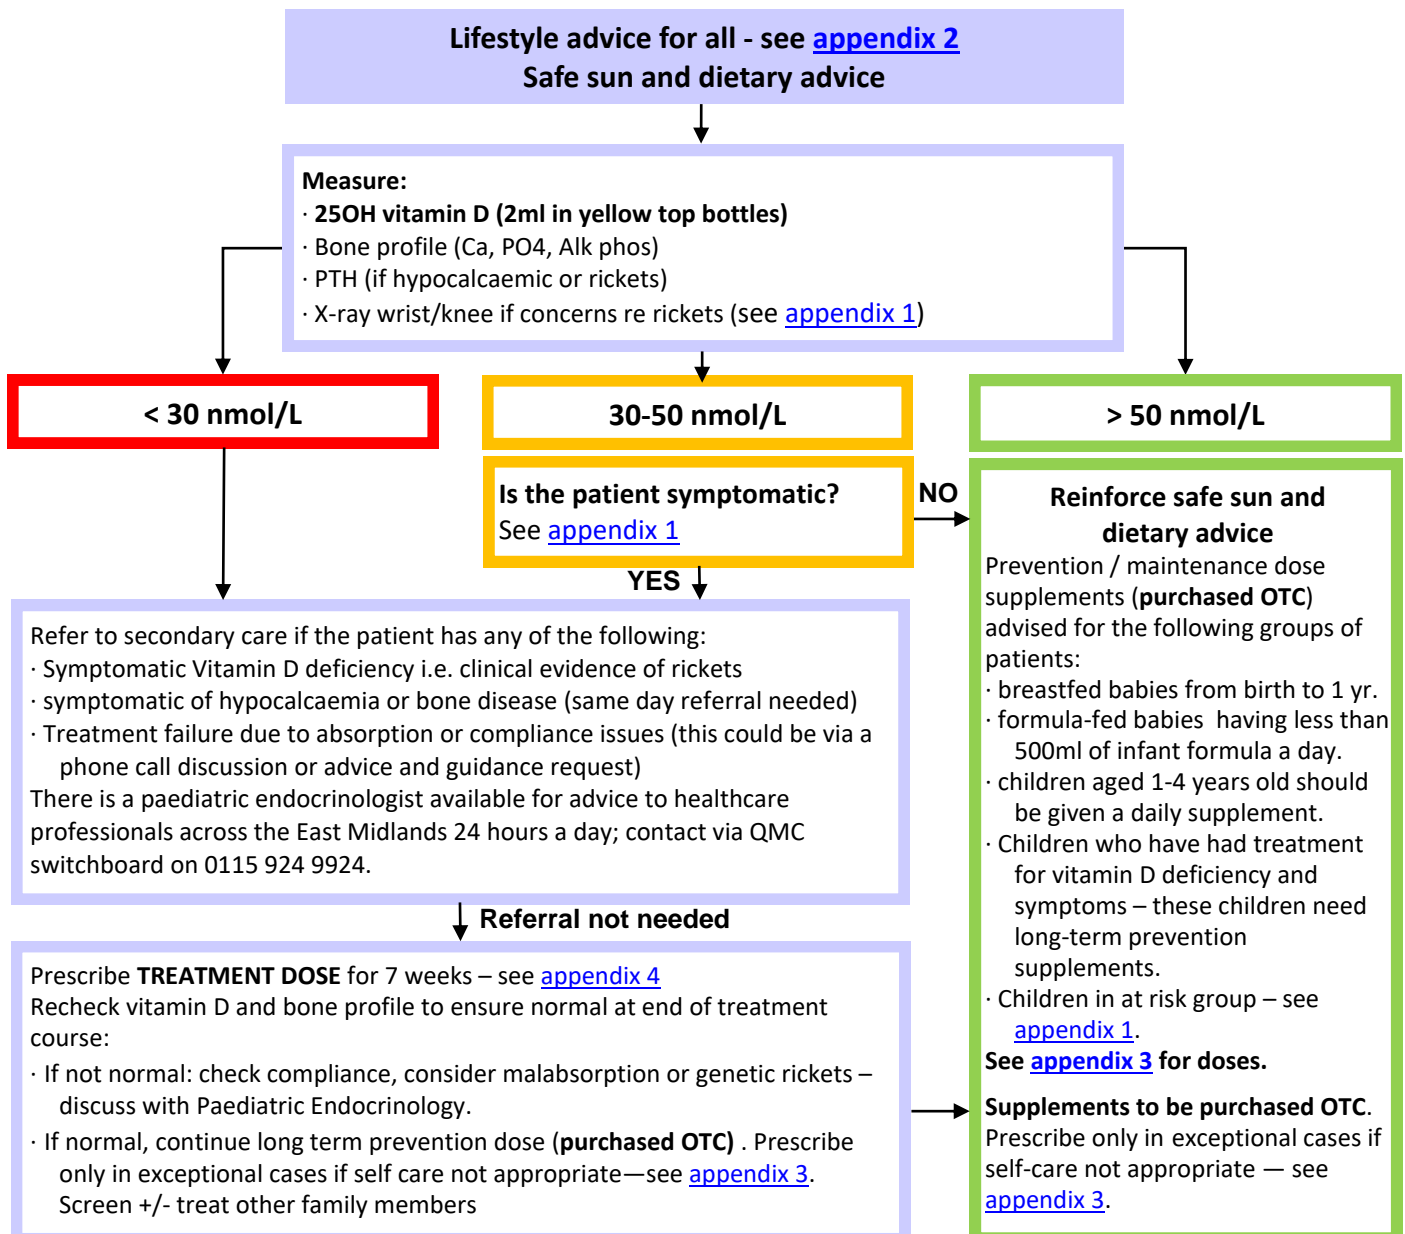 Lifestyle advice for all - see appendix 2
Safe sun and dietary advice
Measure:
· 25OH vitamin D (2ml in yellow top bottles)
· Bone profile (Ca, PO4, Alk phos)
· PTH (if hypocalcaemic or rickets)
· X-ray wrist/knee if concerns re rickets (see appendix 1)
< 30 nmol/L
30-50 nmol/L
> 50 nmol/L
Is the patient symptomatic?
See appendix 1
NO
YES
Refer to secondary care if the patient has any of the following:
· Symptomatic Vitamin D deficiency i.e. clinical evidence of rickets
· symptomatic of hypocalcaemia or bone disease (same day referral needed)
· Treatment failure due to absorption or compliance issues (this could be via a
phone call discussion or advice and guidance request)
There is a paediatric endocrinologist available for advice to healthcare
professionals across the East Midlands 24 hours a day; contact via QMC
switchboard on 0115 924 9924.
Referral not needed
Prescribe TREATMENT DOSE for 7 weeks – see appendix 4
Recheck vitamin D and bone profile to ensure normal at end of treatment
course:
· If not normal: check compliance, consider malabsorption or genetic rickets –
discuss with Paediatric Endocrinology.
· If normal, continue long term prevention dose (purchased OTC) . Prescribe
only in exceptional cases if self care not appropriate—see appendix 3.
Screen +/- treat other family members
Reinforce safe sun and
dietary advice
Prevention / maintenance dose
supplements (purchased OTC)
advised for the following groups of
patients:
· breastfed babies from birth to 1 yr.
· formula-fed babies having less than
500ml of infant formula a day.
· children aged 1-4 years old should
be given a daily supplement.
· Children who have had treatment
for vitamin D deficiency and
symptoms – these children need
long-term prevention
supplements.
· Children in at risk group – see
appendix 1.
See appendix 3 for doses.
Supplements to be purchased OTC.
Prescribe only in exceptional cases if
self-care not appropriate — see
appendix 3.